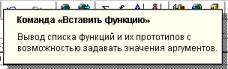 Команда «Вставить функцию»
Вывод списка функций и их прототипов с
возможностью задавать значения аргументов.